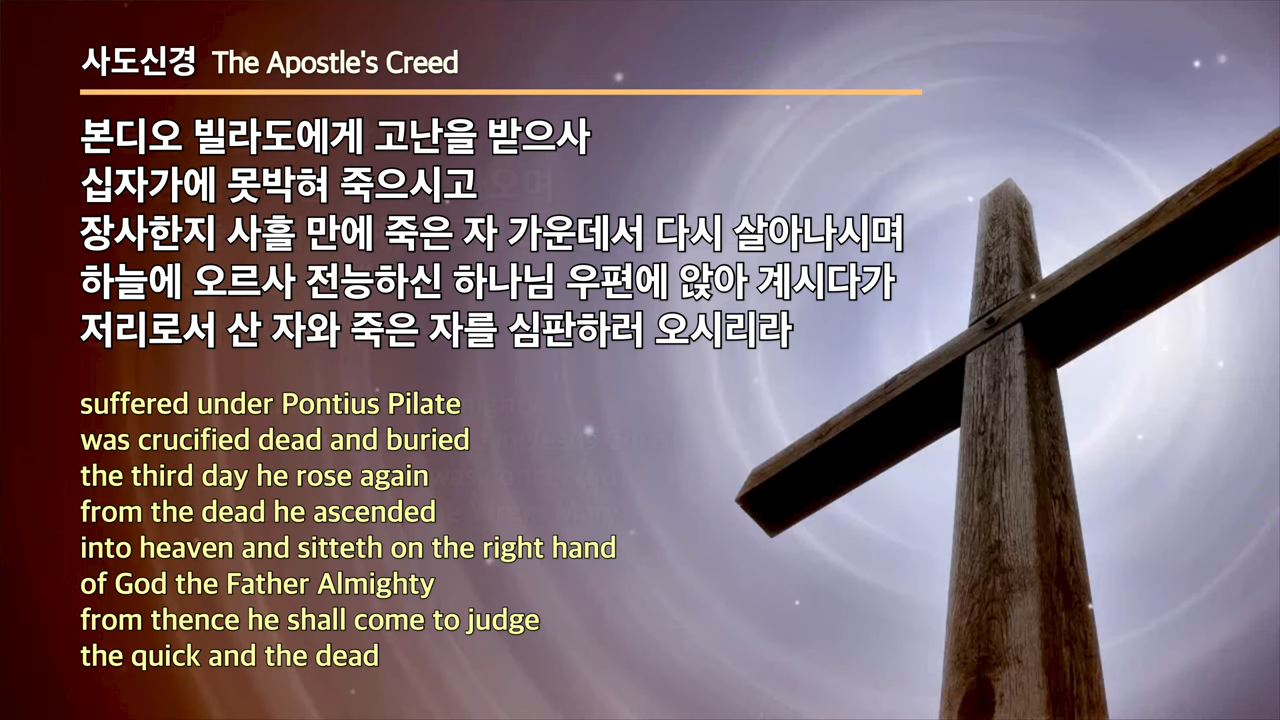 사도신경 The Apostle's Creed
본디오 빌라도에게 고난을 받으사
십자가에 못박혀 죽으시고
장사한지 사흘 만에 죽은 자 가운데서 다시 살아나시며
하늘에 오르사 전능하신 하나님 우편에 앉아 계시다가
저리로서 산 자와 죽은 자를 심판하러 오시리라
suffered under Pontius Pilate
was crucified dead and buried
the third day he rose again
from the dead he ascended
into heaven and sitteth on the right hand
of God the Father Almighty
from thence he shall come to judge
the quick and the dead